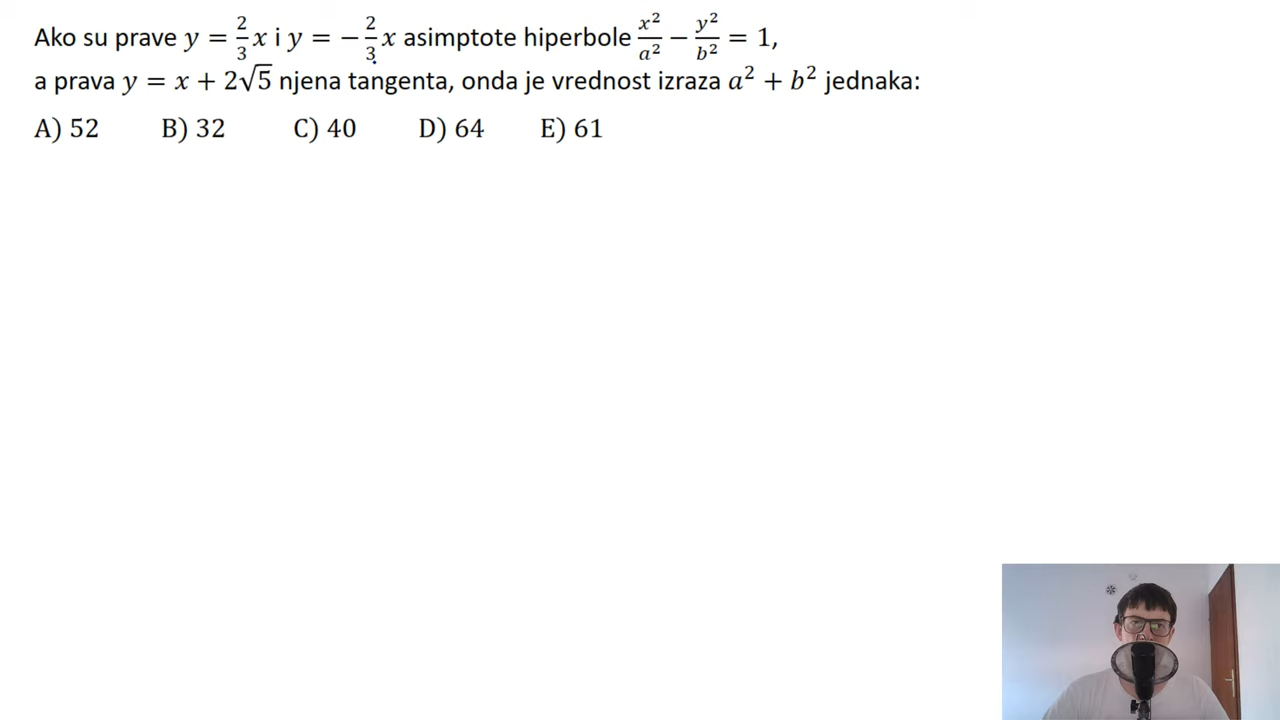 Ako su prave y = 2/3 x i y = −2/3 x asimptote hiperbole x²/a² − y²/b² = 1,
a prava y = x + 2√5 njena tangenta, onda je vrednost izraza a² + b² jednaka:
A) 52 B) 32 C) 40 D) 64 E) 61